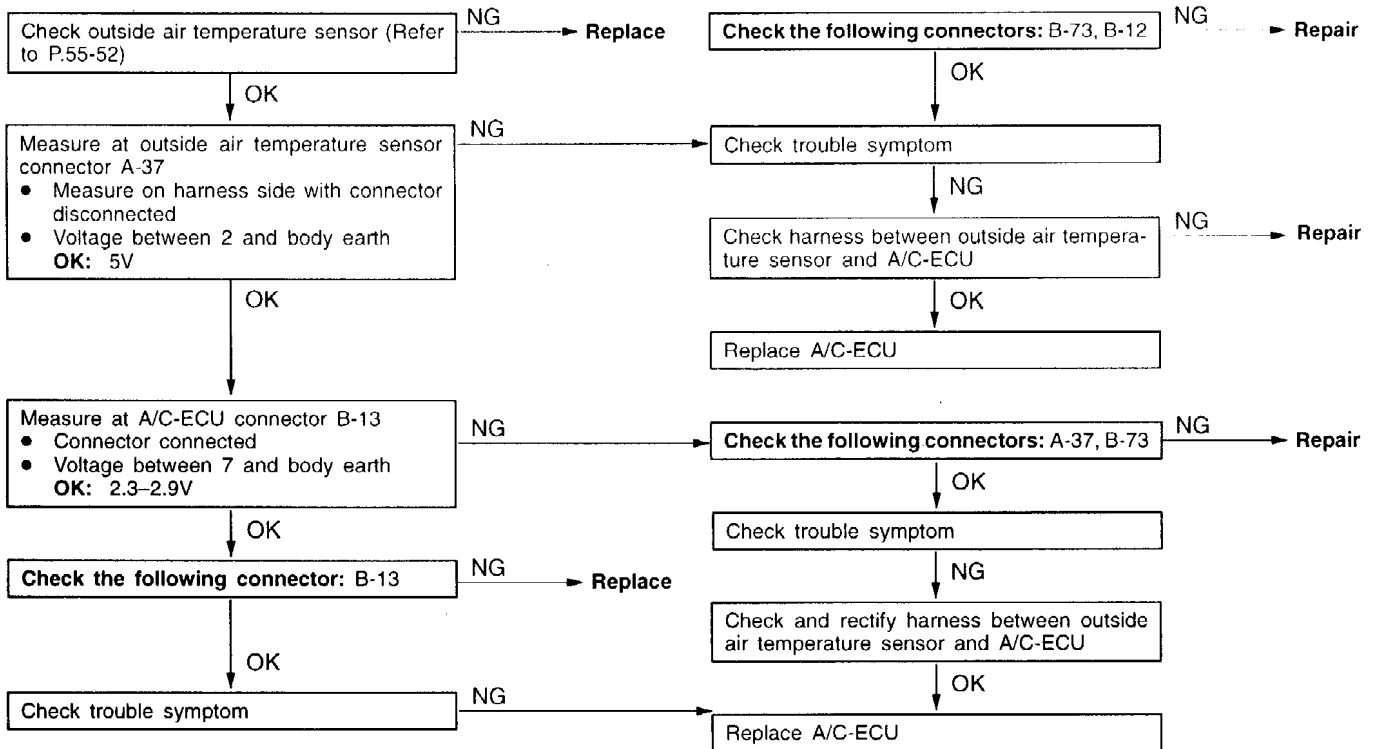 Check outside air temperature sensor (Refer
to P.55-52)
NG
Replace
OK
Measure at outside air temperature sensor
connector A-37
● Measure on harness side with connector
disconnected
● Voltage between 2 and body earth
OK: 5V
NG
OK
Measure at A/C-ECU connector B-13
● Connector connected
● Voltage between 7 and body earth
OK: 2.3–2.9V
NG
OK
Check the following connector: B-13
NG
Replace
OK
Check trouble symptom
NG
Check the following connectors: B-73, B-12
NG
Repair
OK
Check trouble symptom
NG
Check harness between outside air tempera-
ture sensor and A/C-ECU
NG
Repair
OK
Replace A/C-ECU
Check the following connectors: A-37, B-73
NG
Repair
OK
Check trouble symptom
NG
Check and rectify harness between outside
air temperature sensor and A/C-ECU
OK
Replace A/C-ECU